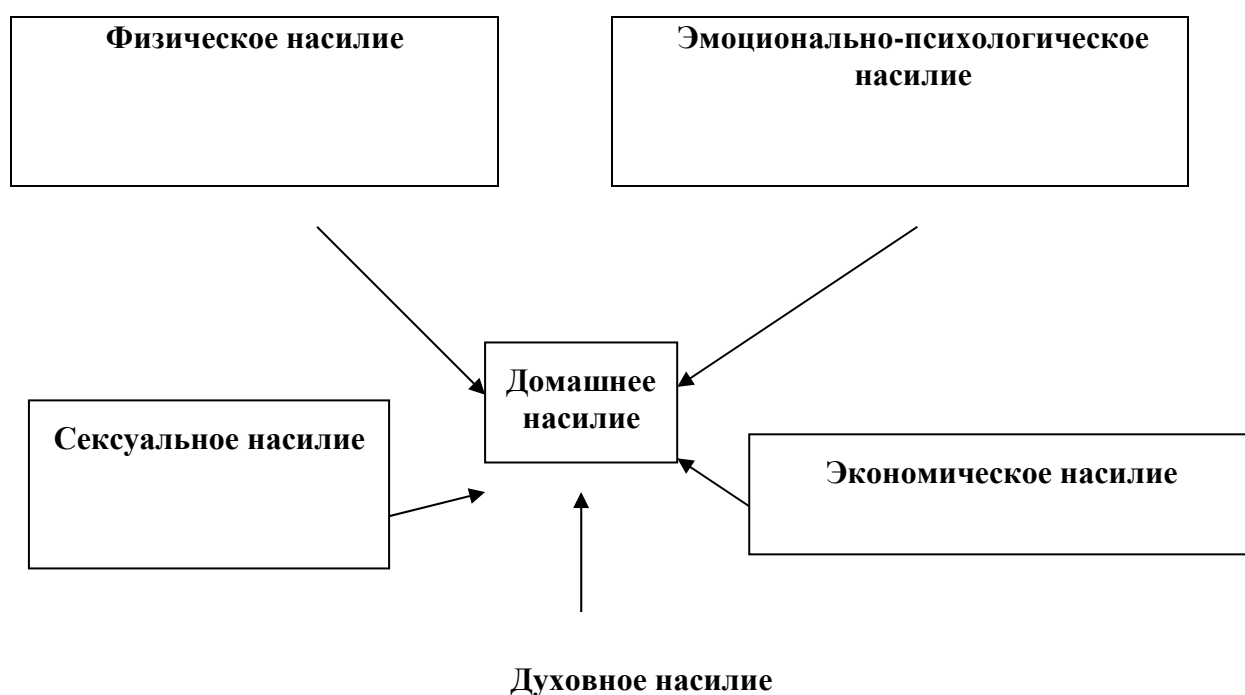 Физическое насилие
Эмоционально-психологическое
насилие
Домашнее
насилие
Сексуальное насилие
Экономическое насилие
Духовное насилие